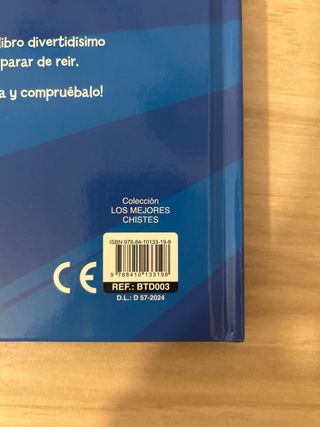 libro divertidísimo
parar de reir.
a y compruébalo!
Colección
LOS MEJORES
CHISTES
ISBN 978-84-10133-19-8
9 788410 133198
CE
REF.: BTD003
D.L.: D 57-2024